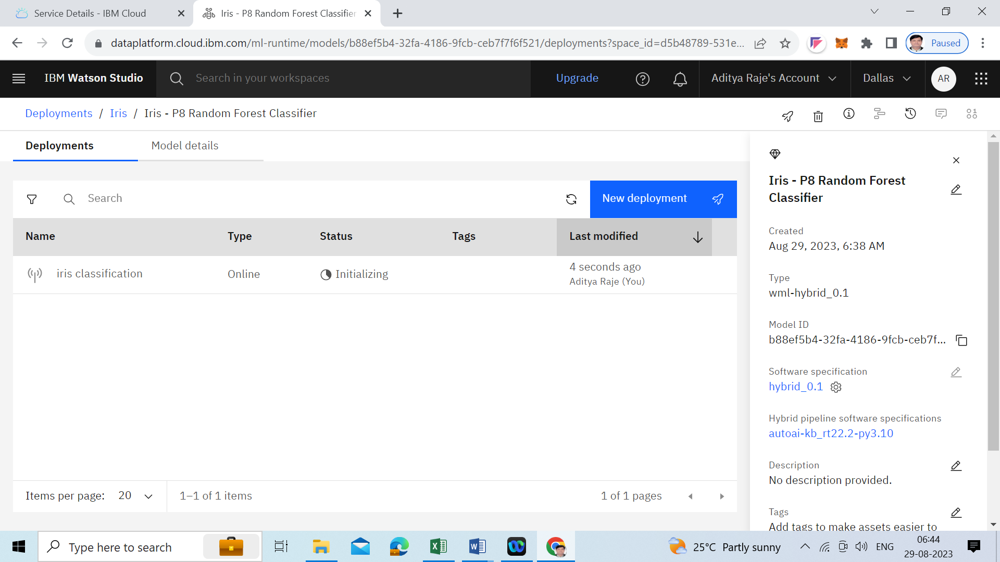 Service Details - IBM Cloud
Iris - P8 Random Forest Classifier
dataplatform.cloud.ibm.com/ml-runtime/models/b88ef5b4-32fa-4186-9fcb-ceb7f7f6f521/deployments?space_id=d5b48789-531e...
Paused
IBM Watson Studio
Search in your workspaces
Upgrade
Aditya Raje's Account
Dallas
AR
Deployments / Iris / Iris - P8 Random Forest Classifier
Deployments
Model details
Search
New deployment
Name Type Status Tags Last modified
iris classification Online Initializing 4 seconds ago
Aditya Raje (You)
Items per page: 20
1–1 of 1 items
1 of 1 pages
Iris - P8 Random Forest
Classifier
Created
Aug 29, 2023, 6:38 AM
Type
wml-hybrid_0.1
Model ID
b88ef5b4-32fa-4186-9fcb-ceb7f...
Software specification
hybrid_0.1
Hybrid pipeline software specifications
autoai-kb_rt22.2-py3.10
Description
No description provided.
Tags
Add tags to make assets easier to
Type here to search
25°C Partly sunny
ENG
06:44
29-08-2023